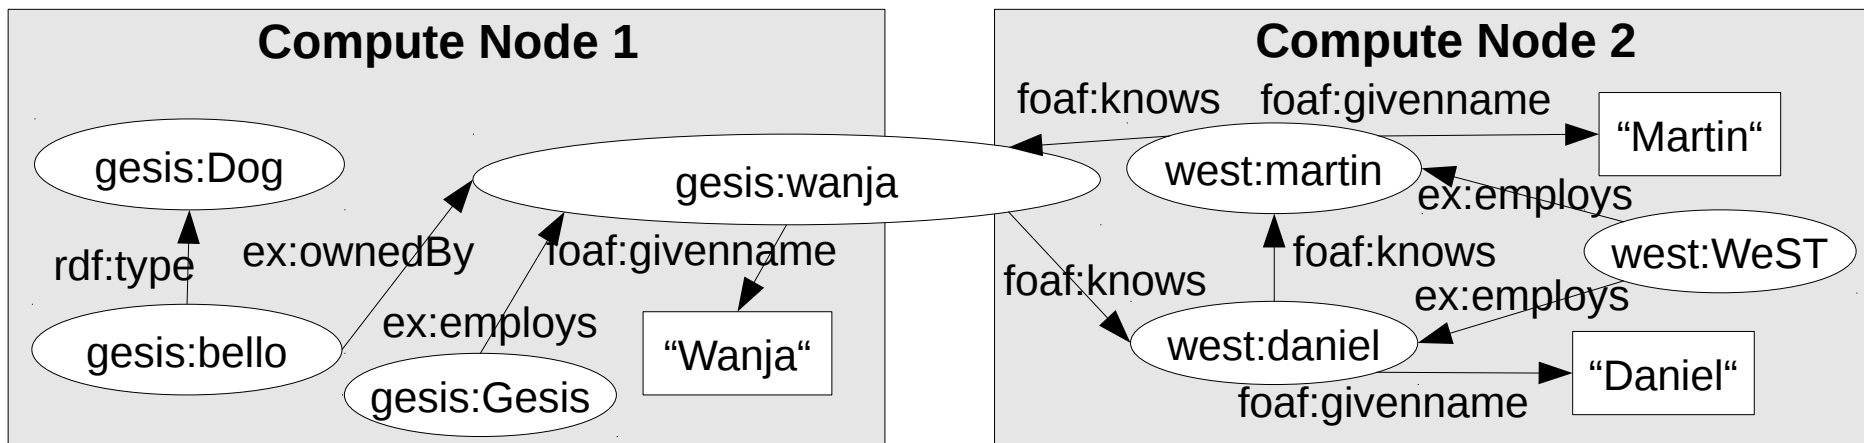 Compute Node 1
Compute Node 2
foaf:knows
foaf:givenname
“Martin“
gesis:Dog
gesis:wanja
west:martin
ex:employs
rdf:type
ex:ownedBy
foaf:givenname
foaf:knows
west:WeST
foaf:knows
ex:employs
ex:employs
gesis:bello
“Wanja“
west:daniel
“Daniel“
gesis:Gesis
foaf:givenname